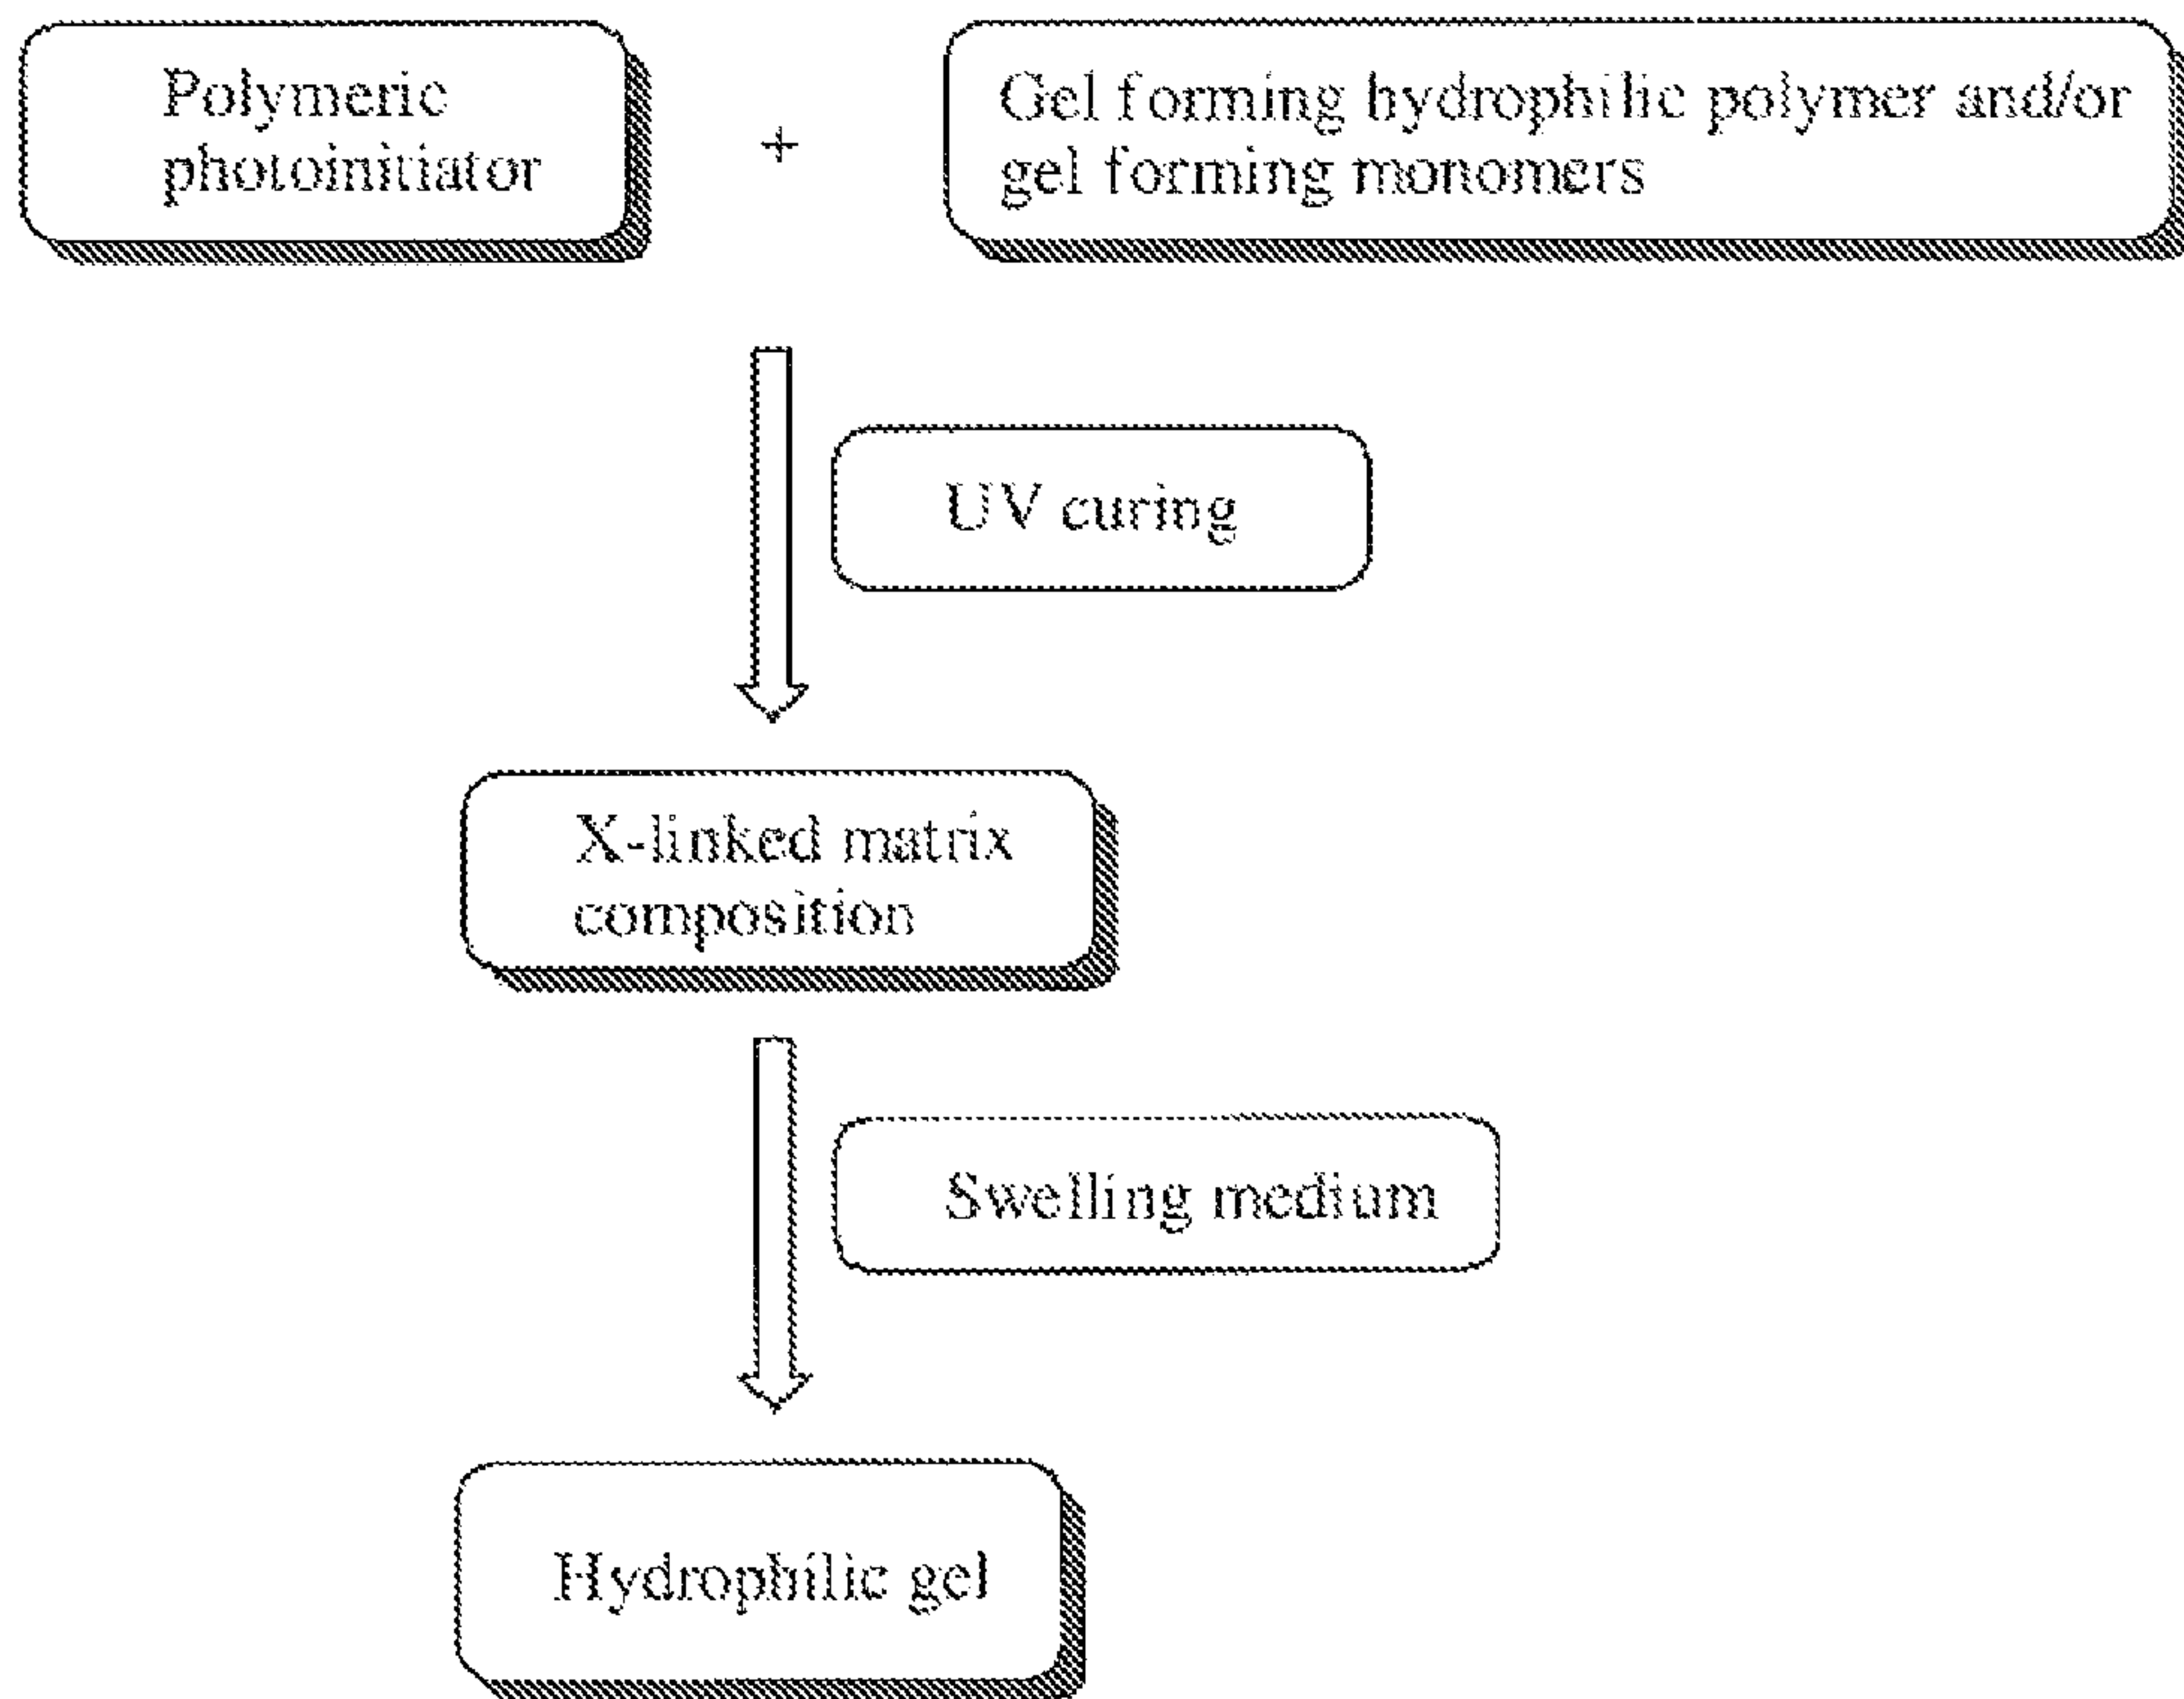 Polymeric
photoinitiator
+
Gel forming hydrophilic polymer and/or
gel forming monomers
UV curing
X-linked matrix
composition
Swelling medium
Hydrophilic gel